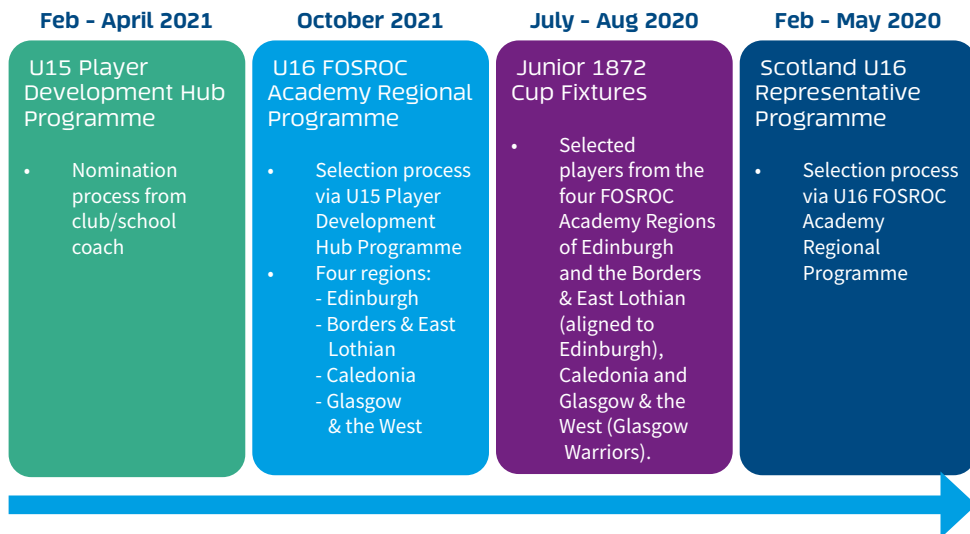 Feb - April 2021
U15 Player
Development Hub
Programme
• Nomination
process from
club/school
coach
October 2021
U16 FOSROC
Academy Regional
Programme
• Selection process
via U15 Player
Development
Hub Programme
• Four regions:
- Edinburgh
- Borders & East
Lothian
- Caledonia
- Glasgow
& the West
July - Aug 2020
Junior 1872
Cup Fixtures
• Selected
players from the
four FOSROC
Academy Regions
of Edinburgh
and the Borders
& East Lothian
(aligned to
Edinburgh),
Caledonia and
Glasgow & the
West (Glasgow
Warriors).
Feb - May 2020
Scotland U16
Representative
Programme
• Selection process
via U16 FOSROC
Academy
Regional
Programme